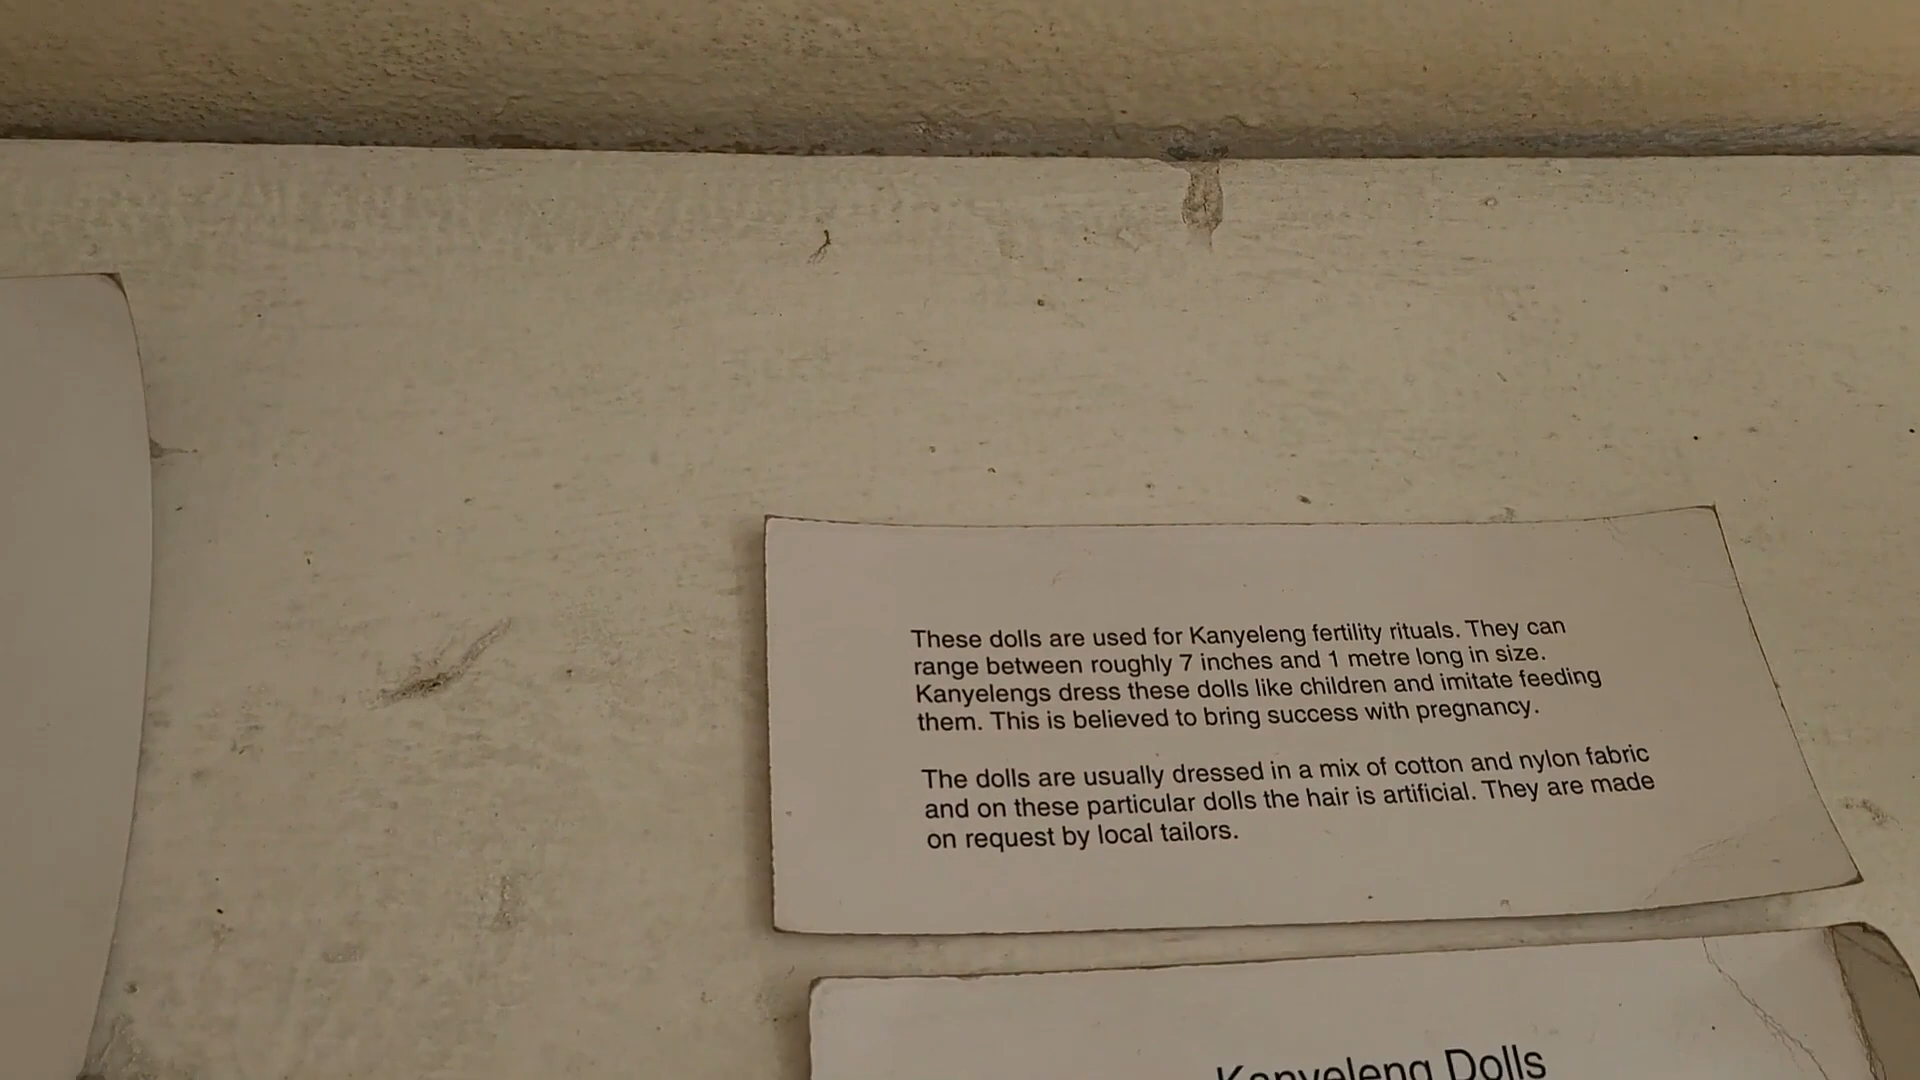 These dolls are used for Kanyeleng fertility rituals. They can
range between roughly 7 inches and 1 metre long in size.
Kanyelengs dress these dolls like children and imitate feeding
them. This is believed to bring success with pregnancy.
The dolls are usually dressed in a mix of cotton and nylon fabric
and on these particular dolls the hair is artificial. They are made
on request by local tailors.
Kanyeleng Dolls